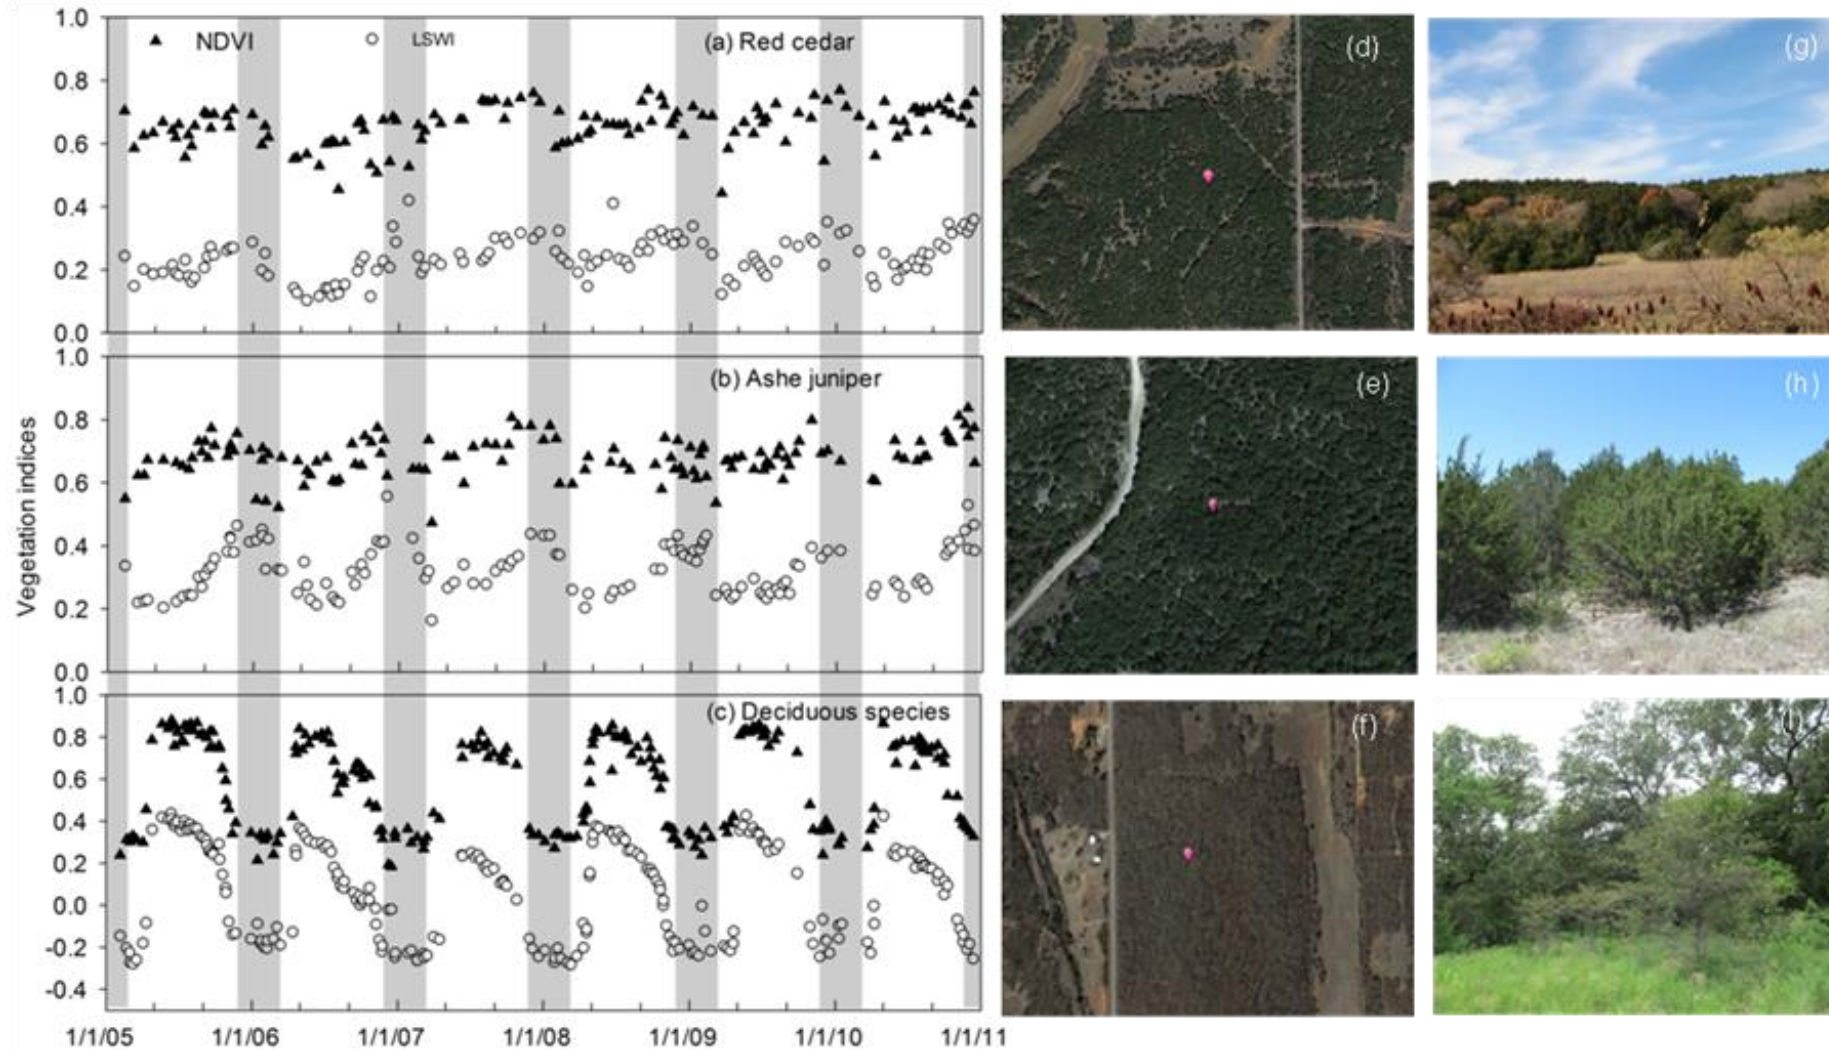 1.0
NDVI
LSWI
(a) Red cedar
0.8
0.6
0.4
0.2
0.0
1.0
(b) Ashe juniper
0.8
0.6
0.4
0.2
0.0
1.0
(c) Deciduous species
0.8
0.6
0.4
0.2
0.0
-0.2
-0.4
Vegetation indices
1/1/05
1/1/06
1/1/07
1/1/08
1/1/09
1/1/10
1/1/11
(d)
(g)
(e)
(h)
(f)
(i)